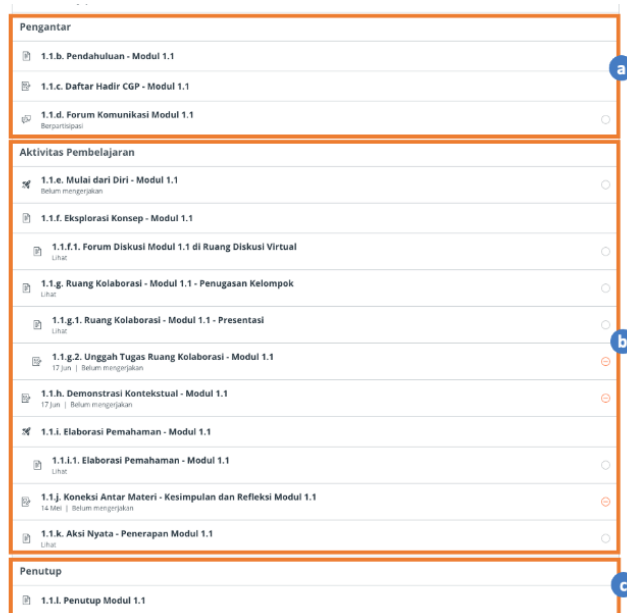 Pengantar
1.1.b. Pendahuluan - Modul 1.1
a
1.1.c. Daftar Hadir CGP - Modul 1.1
1.1.d. Forum Komunikasi Modul 1.1
Berpartisipasi
Aktivitas Pembelajaran
1.1.e. Mulai dari Diri - Modul 1.1
Belum mengerjakan
1.1.f. Eksplorasi Konsep - Modul 1.1
1.1.f.1. Forum Diskusi Modul 1.1 di Ruang Diskusi Virtual
Lihat
1.1.g. Ruang Kolaborasi - Modul 1.1 - Penugasan Kelompok
Lihat
1.1.g.1. Ruang Kolaborasi - Modul 1.1 - Presentasi
Lihat
b
1.1.g.2. Unggah Tugas Ruang Kolaborasi - Modul 1.1
17 Jun | Belum mengerjakan
1.1.h. Demonstrasi Kontekstual - Modul 1.1
17 Jun | Belum mengerjakan
1.1.i. Elaborasi Pemahaman - Modul 1.1
1.1.i.1. Elaborasi Pemahaman - Modul 1.1
Lihat
1.1.j. Koneksi Antar Materi - Kesimpulan dan Refleksi Modul 1.1
14 Mei | Belum mengerjakan
1.1.k. Aksi Nyata - Penerapan Modul 1.1
Lihat
Penutup
c
1.1.l. Penutup Modul 1.1